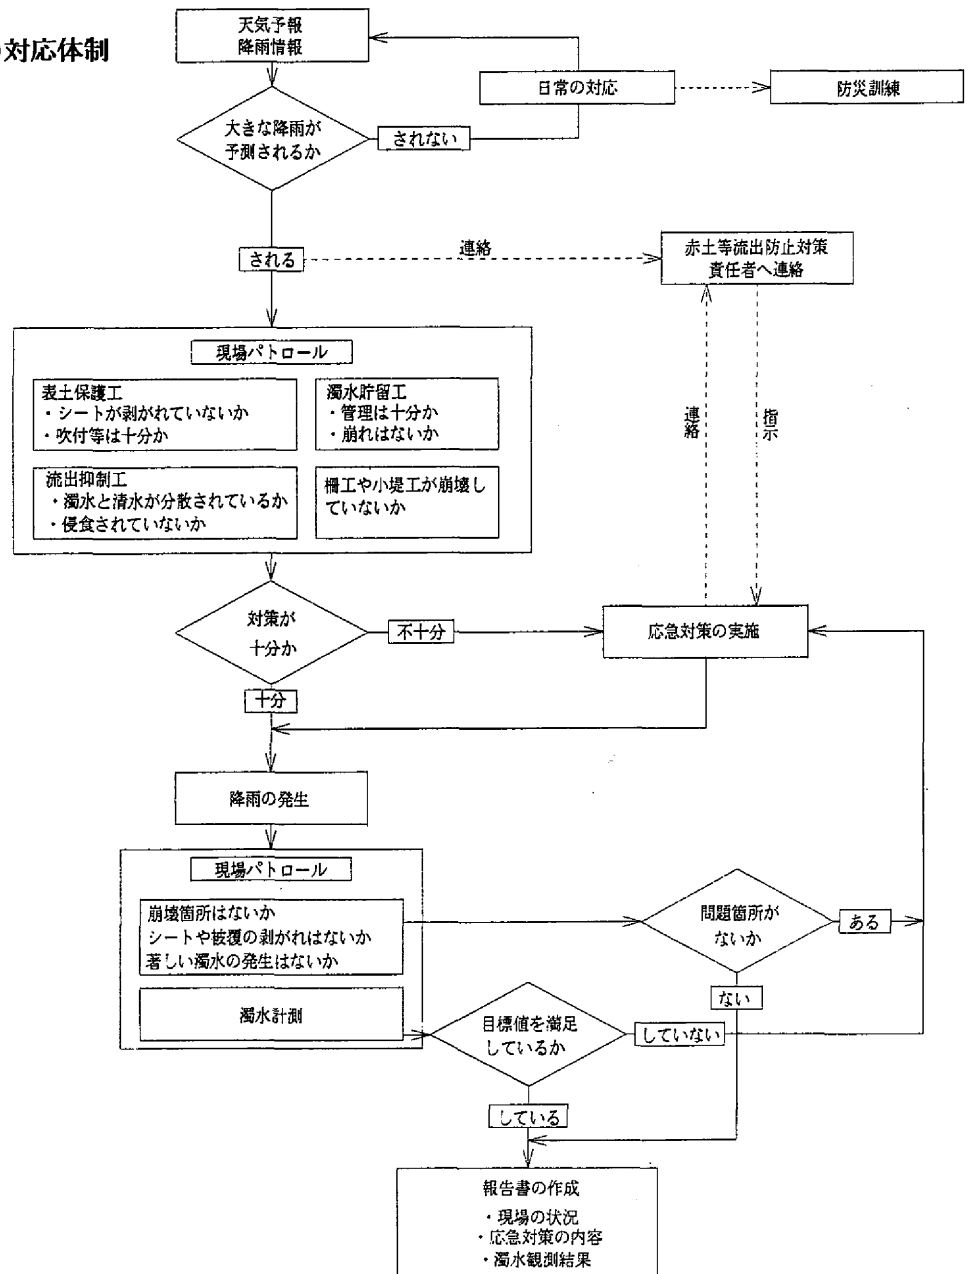 対応体制
天気予報
降雨情報
日常の対応
防災訓練
大きな降雨が
予測されるか
されない
される
連絡
赤土等流出防止対策
責任者へ連絡
現場パトロール
表土保護工
・シートが剥がれていないか
・吹付等は十分か
濁水貯留工
・管理は十分か
・崩れはないか
流出抑制工
・濁水と清水が分散されているか
・侵食されていないか
柵工や小堤工が崩壊し
ていないか
連絡
指示
対策が
十分か
不十分
応急対策の実施
十分
降雨の発生
現場パトロール
崩壊箇所はないか
シートや被覆の剥がれはないか
著しい濁水の発生はないか
問題箇所が
ないか
ある
ない
濁水計測
目標値を満足
しているか
していない
している
報告書の作成
・現場の状況
・応急対策の内容
・濁水観測結果